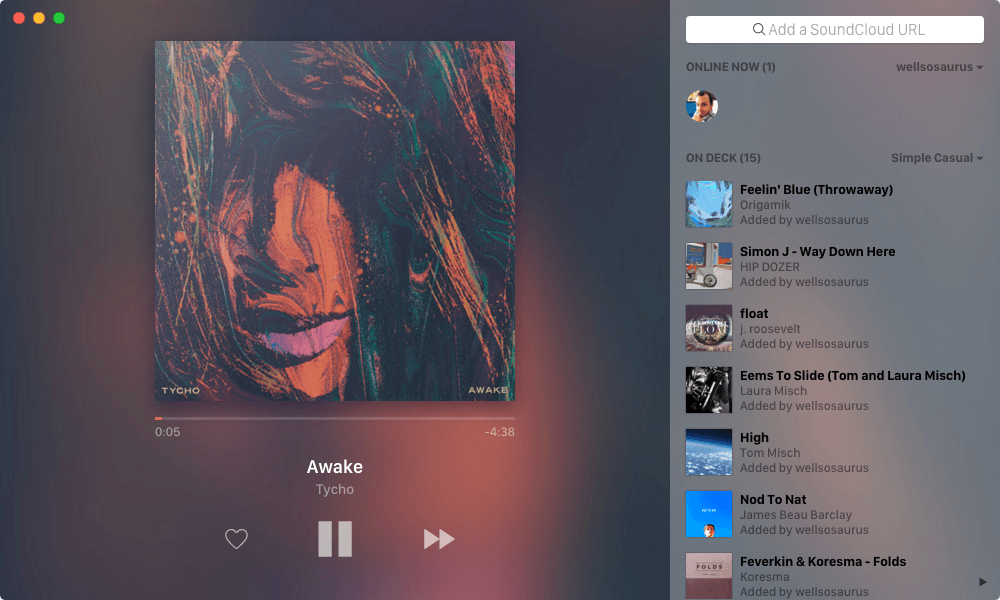 TYCHO
AWAKE
0:05
-4:38
Awake
Tycho
Add a SoundCloud URL
ONLINE NOW (1)
wellsosaurus
ON DECK (15)
Simple Casual
Feelin' Blue (Throwaway)
Origamik
Added by wellsosaurus
Simon J - Way Down Here
HIP DOZER
Added by wellsosaurus
FLOAT
float
j. roosevelt
Added by wellsosaurus
Eems To Slide (Tom and Laura Misch)
Laura Misch
Added by wellsosaurus
High
Tom Misch
Added by wellsosaurus
WOW
Nod To Nat
James Beau Barclay
Added by wellsosaurus
FOLDS
Feverkin & Koresma - Folds
Koresma
Added by wellsosaurus